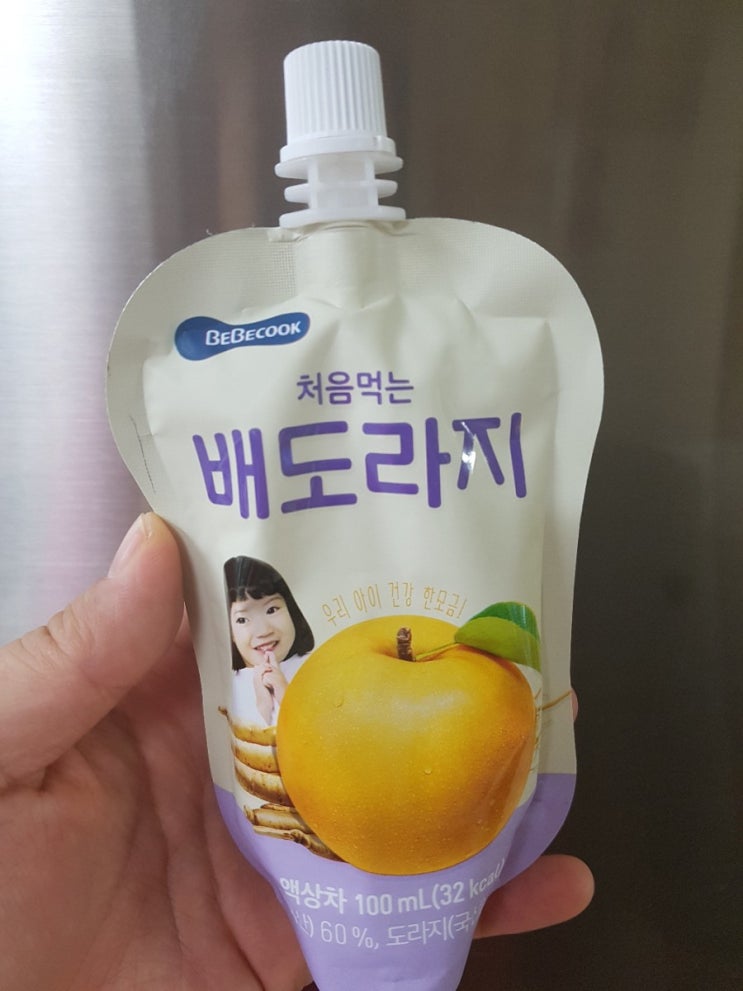 BEBECOOK
처음먹는
배도라지
우리 아이 건강 한모금!
액상차 100 mL(32 kcal)
60 %, 도라지(국